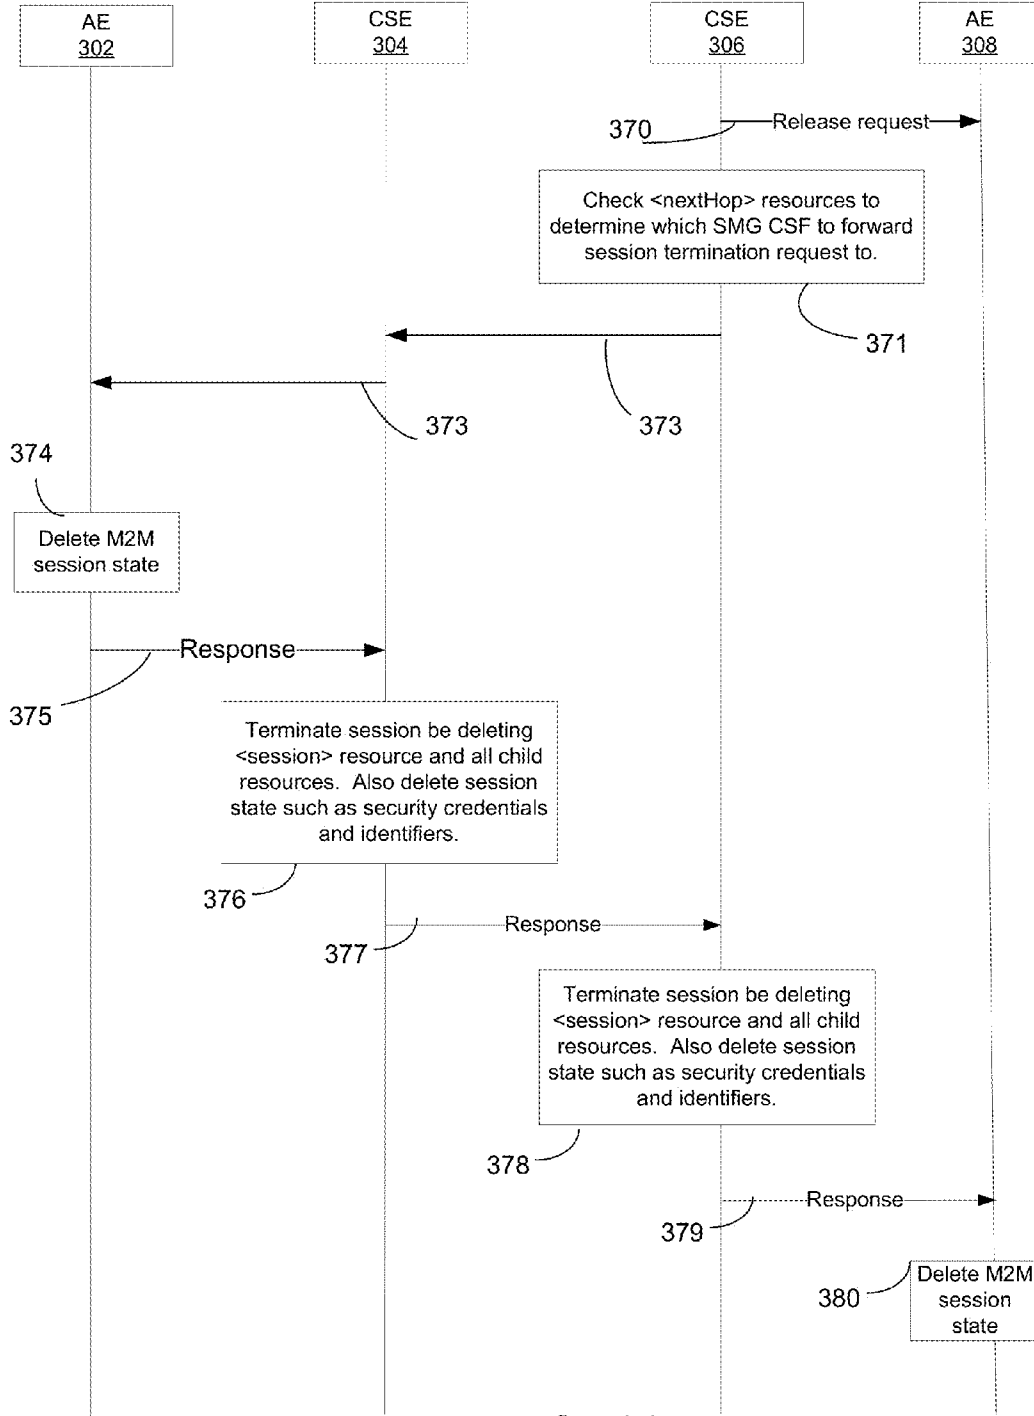 AE
302
CSE
304
CSE
306
AE
308
370
Release request
Check <nextHop> resources to
determine which SMG CSF to forward
session termination request to.
371
373
373
374
Delete M2M
session state
Response
375
Terminate session be deleting
<session> resource and all child
resources. Also delete session
state such as security credentials
and identifiers.
376
Response
377
Terminate session be deleting
<session> resource and all child
resources. Also delete session
state such as security credentials
and identifiers.
378
Response
379
380
Delete M2M
session
state